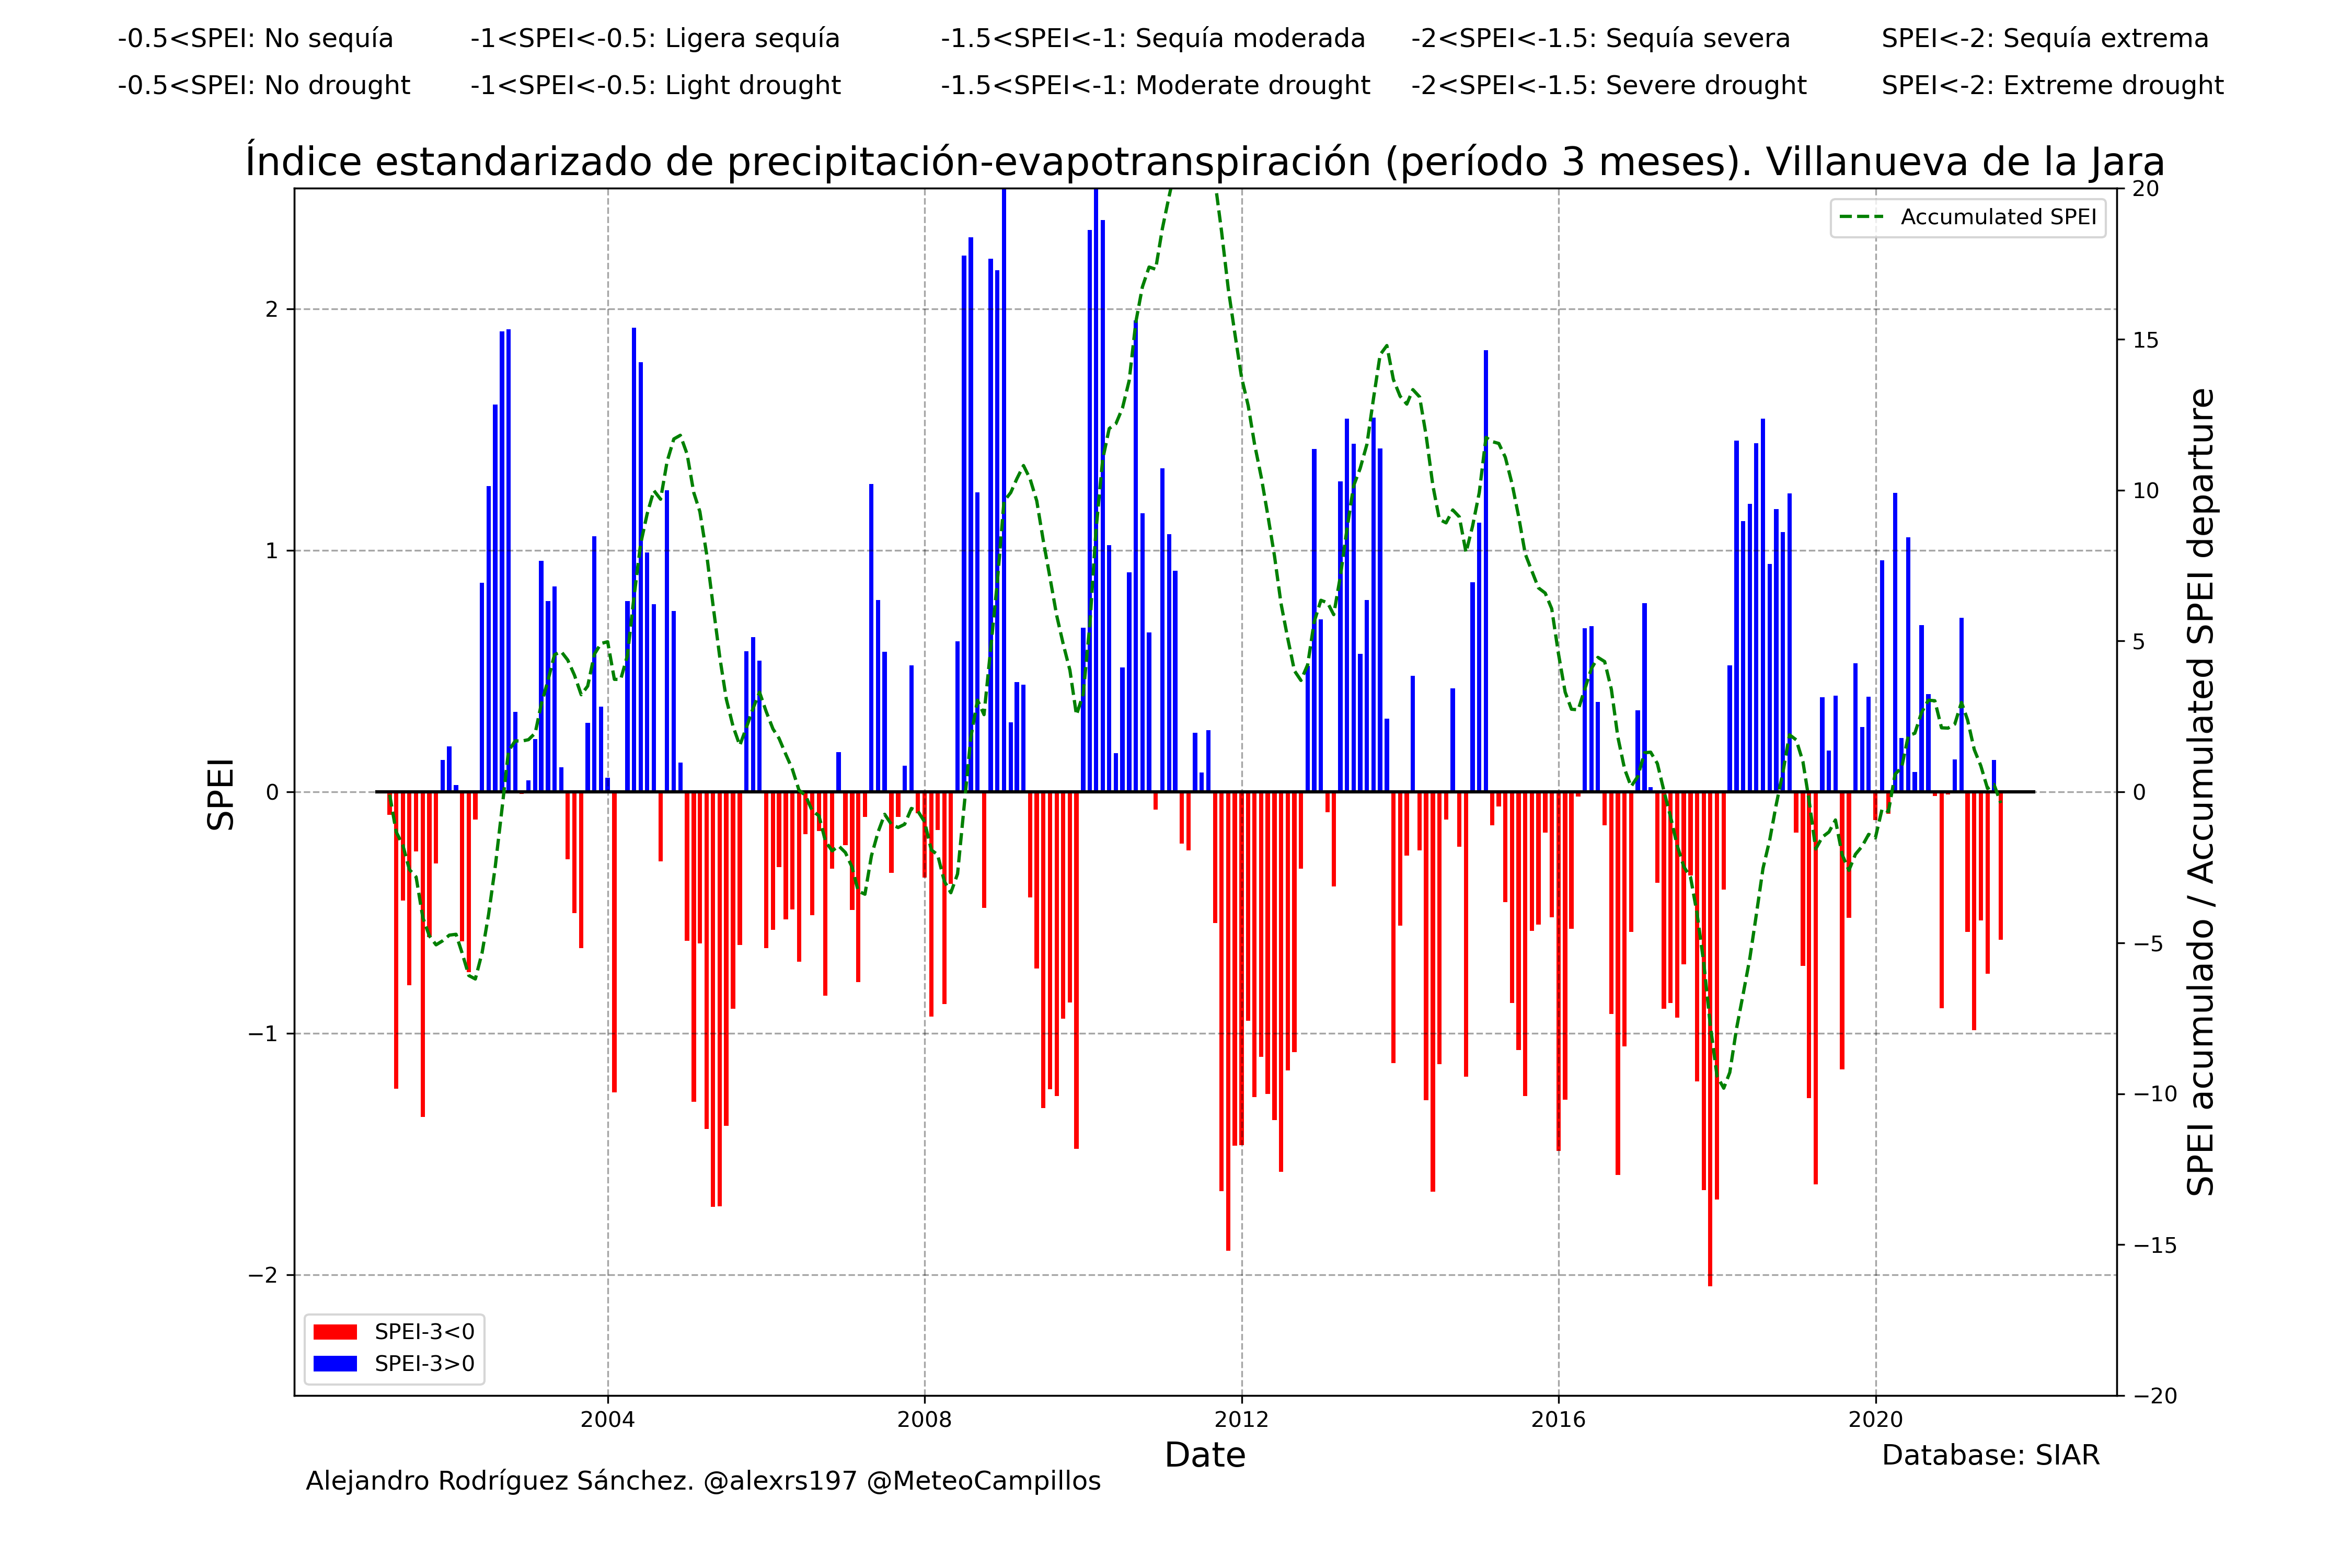 -0.5<SPEI: No sequía -1<SPEI<-0.5: Ligera sequía -1.5<SPEI<-1: Sequía moderada -2<SPEI<-1.5: Sequía severa SPEI<-2: Sequía extrema
-0.5<SPEI: No drought -1<SPEI<-0.5: Light drought -1.5<SPEI<-1: Moderate drought -2<SPEI<-1.5: Severe drought SPEI<-2: Extreme drought
Índice estandarizado de precipitación-evapotranspiración (período 3 meses). Villanueva de la Jara
Accumulated SPEI
SPEI
2
1
0
−1
−2
20
15
10
5
0
−5
−10
−15
−20
SPEI acumulado / Accumulated SPEI departure
SPEI-3<0
SPEI-3>0
2004 2008 2012 2016 2020
Date
Database: SIAR
Alejandro Rodríguez Sánchez. @alexrs197 @MeteoCampillos